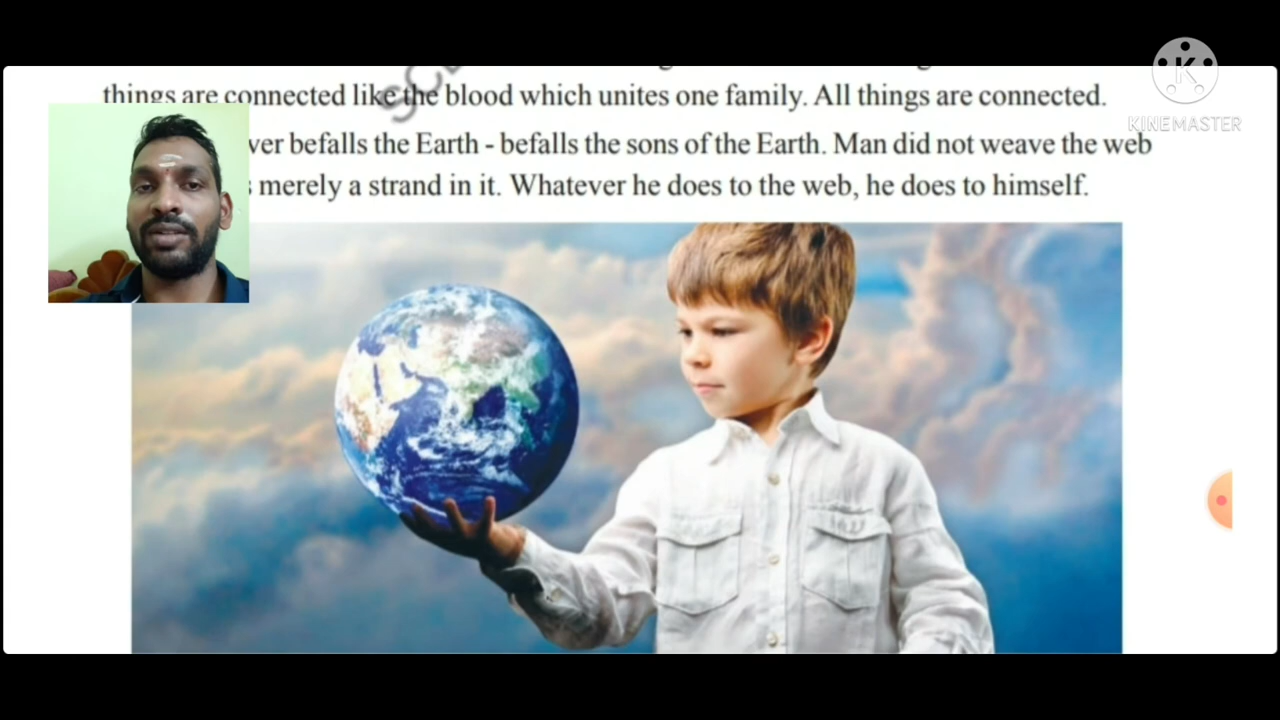 things are connected like the blood which unites one family. All things are connected.
ver befalls the Earth - befalls the sons of the Earth. Man did not weave the web
merely a strand in it. Whatever he does to the web, he does to himself.
K
KINEMASTER